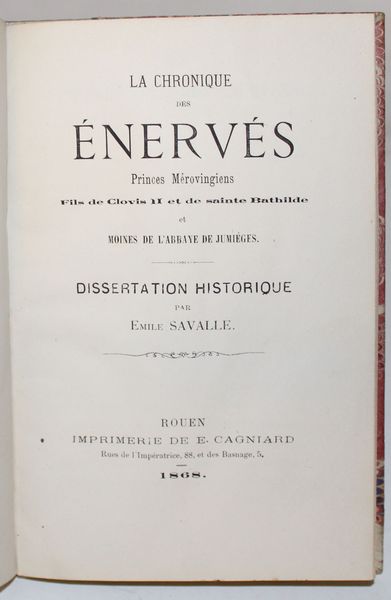 LA CHRONIQUE
DES
ÉNERVÉS
Princes Mérovingiens
Fils de Clovis II et de sainte Bathilde
et
MOINES DE L'ABBAYE DE JUMIÉGES.
DISSERTATION HISTORIQUE
PAR
EMILE SAVALLE.
ROUEN
IMPRIMERIE DE E. CAGNIARD
Rues de l'Impératrice, 88, et des Basnage, 5.
1868.